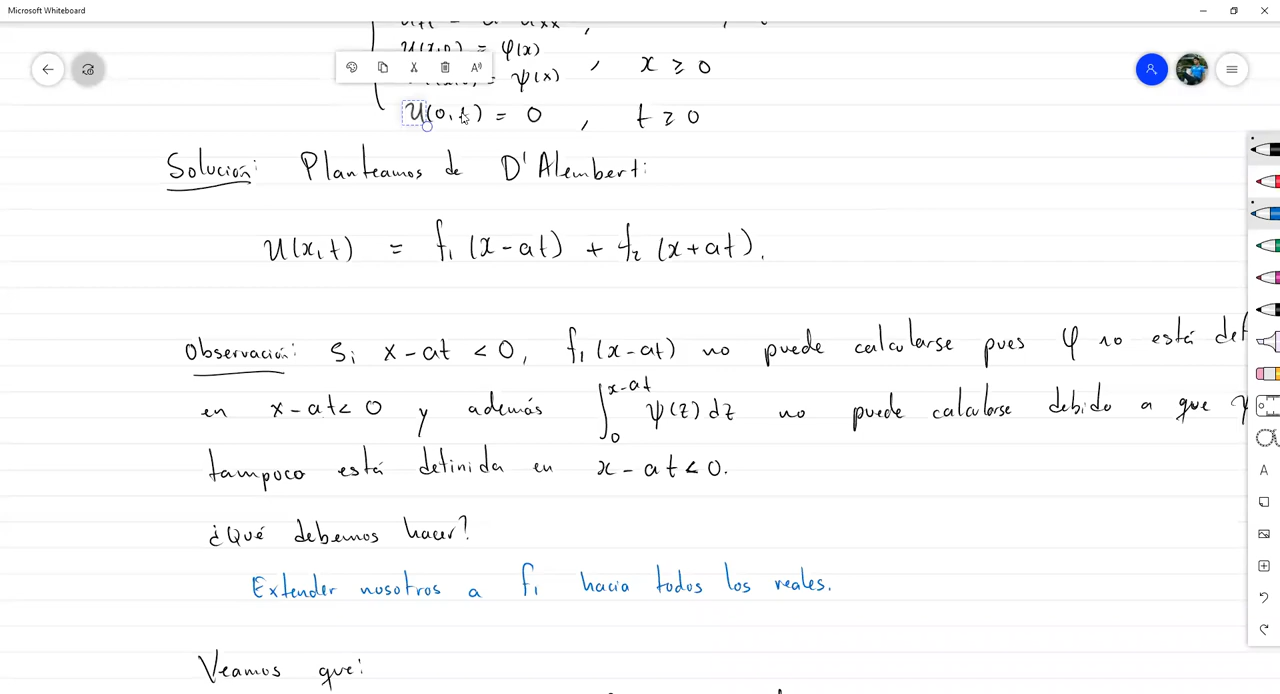 Microsoft Whiteboard
= φ(x)
, x ≥ 0
= ψ(x)
U(0,t) = 0 , t ≥ 0
Solución: Planteamos de D'Alembert:
U(x,t) = f₁(x-at) + f₂(x+at).
Observación: Si x-at < 0, f₁(x-at) no puede calcularse pues φ no está def
en x-at < 0 y además ∫₀^{x-at} ψ(z)dz no puede calcularse debido a que
tampoco está definida en x-at < 0.
¿Qué debemos hacer?
Extender nosotros a f₁ hacia todos los reales.
Veamos que: